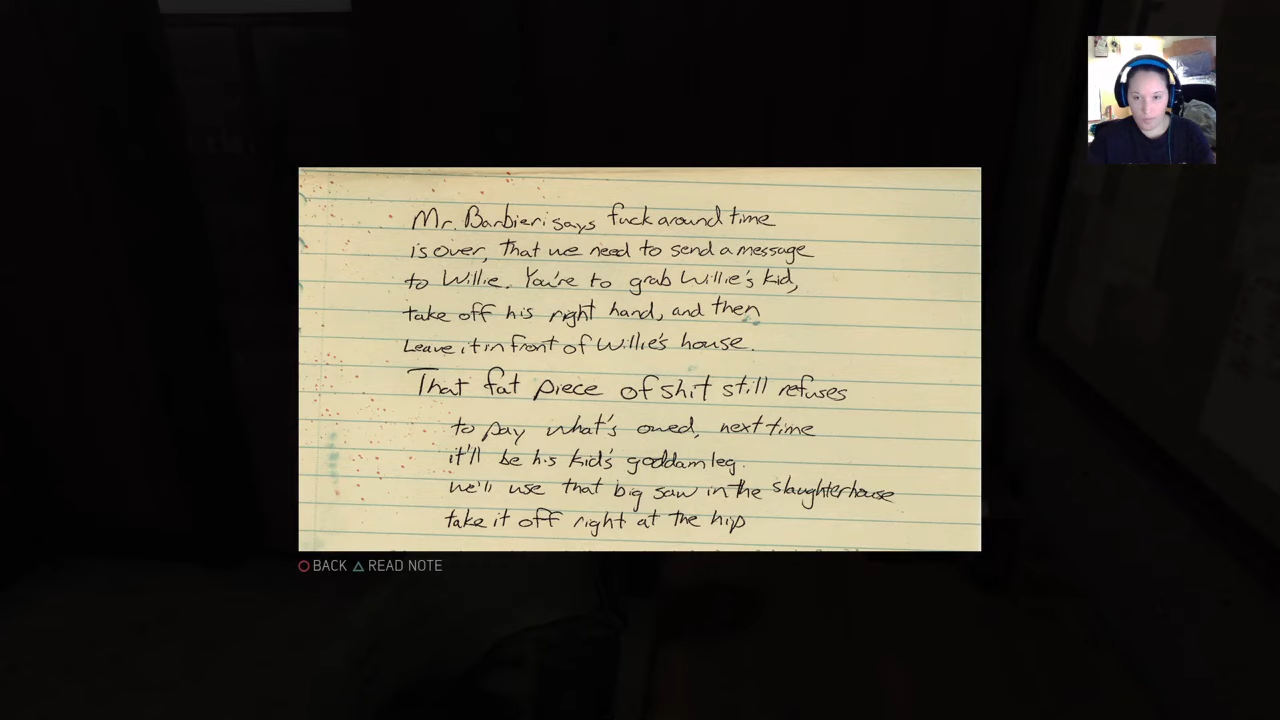 Mr. Barbieri says fuck around time
is over, that we need to send a message
to Willie. You're to grab Willie's kid,
take off his right hand, and then
Leave it in front of Willie's house.
That fat piece of shit still refuses
to pay what's owed, next time
it'll be his kid's goddam leg.
we'll use that big saw in the slaughterhouse
take it off right at the hip
BACK READ NOTE